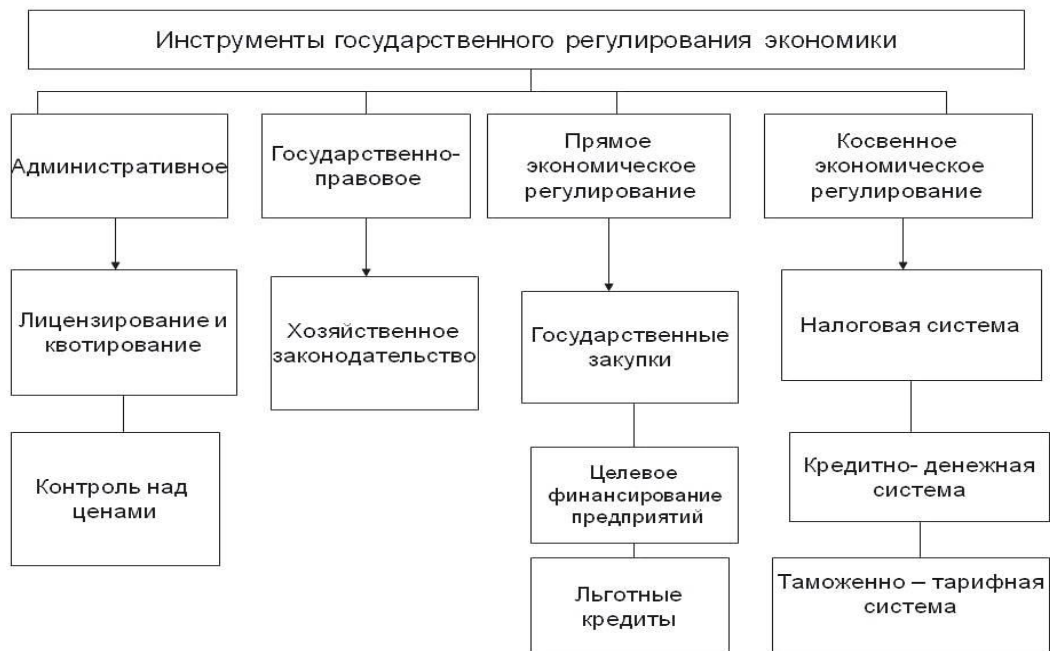 Инструменты государственного регулирования экономики
Административное
Государственно-
правовое
Прямое
экономическое
регулирование
Косвенное
экономическое
регулирование
Лицензирование и
квотирование
Хозяйственное
законодательство
Государственные
закупки
Налоговая система
Контроль над
ценами
Целевое
финансирование
предприятий
Кредитно- денежная
система
Льготные
кредиты
Таможенно – тарифная
система